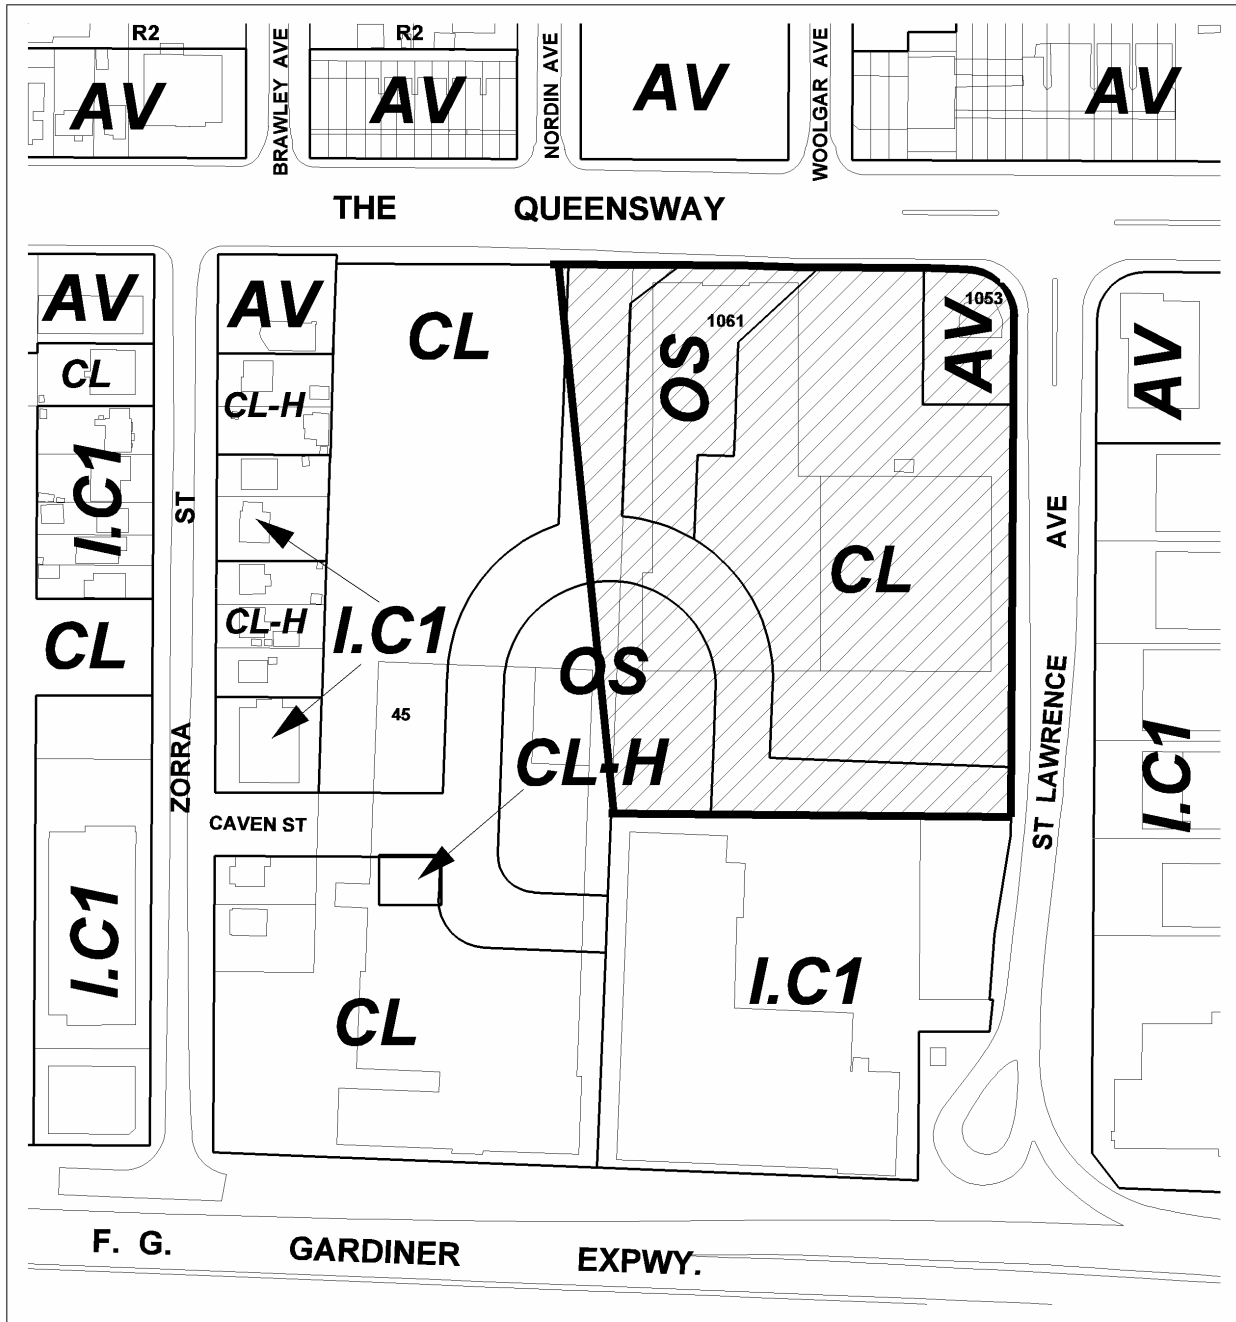 R2
R2
AV
AV
AV
AV
BRAWLEY AVE
NORDIN AVE
WOOLGAR AVE
THE QUEENSWAY
AV
AV
CL
OS
1061
1053
AV
AV
CL
CL-H
I.C1
ST
ZORRA
AVE
ST LAWRENCE
CL
CL-H
I.C1
CL
OS
45
CL-H
I.C1
CAVEN ST
I.C1
CL
I.C1
F. G. GARDINER EXPWY.